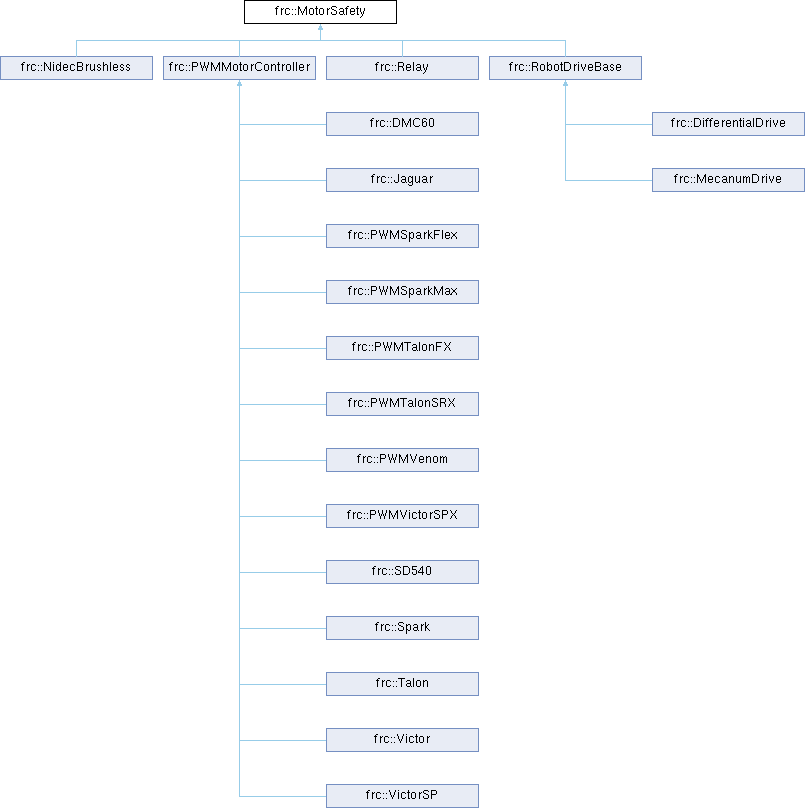 frc::MotorSafety
frc::NidecBrushless
frc::PWMMotorController
frc::Relay
frc::RobotDriveBase
frc::DMC60
frc::DifferentialDrive
frc::Jaguar
frc::MecanumDrive
frc::PWMSparkFlex
frc::PWMSparkMax
frc::PWMTalonFX
frc::PWMTalonSRX
frc::PWMVenom
frc::PWMVictorSPX
frc::SD540
frc::Spark
frc::Talon
frc::Victor
frc::VictorSP